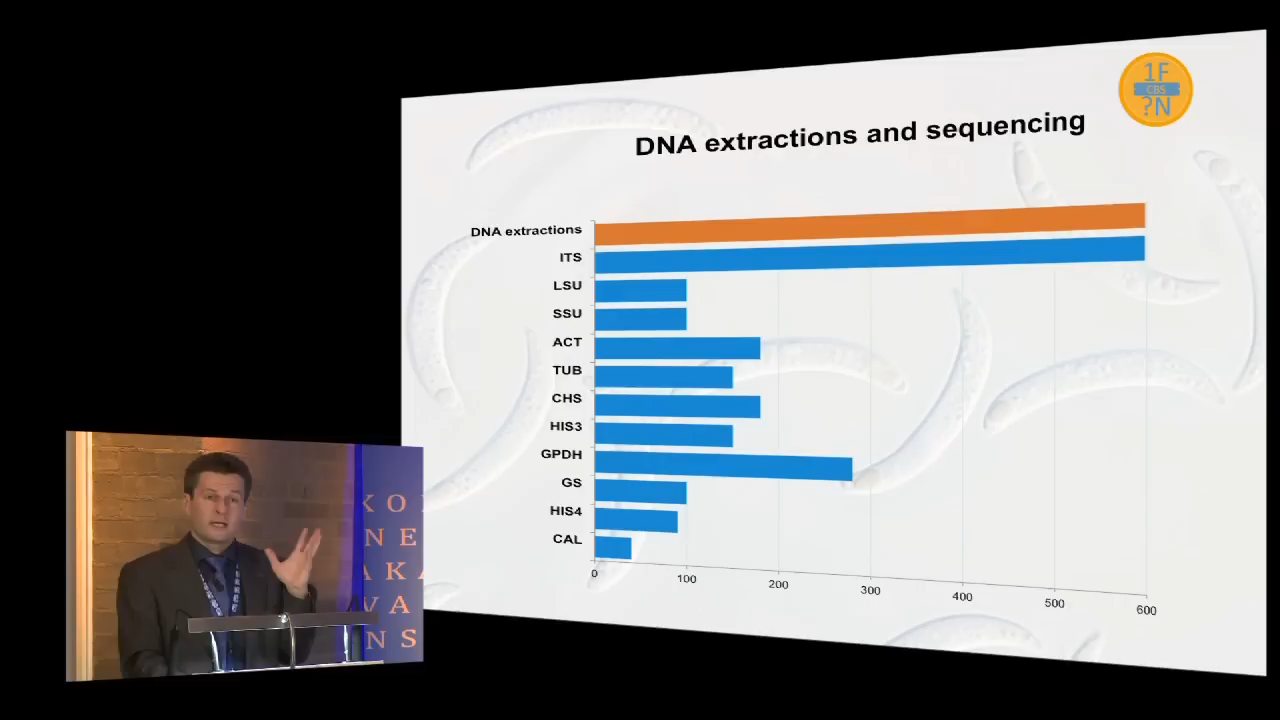 1F
CBS
?N
DNA extractions and sequencing
DNA extractions
ITS
LSU
SSU
ACT
TUB
CHS
HIS3
GPDH
GS
HIS4
CAL
0 100 200 300 400 500 600
KO
NE
AKA
WA
NS